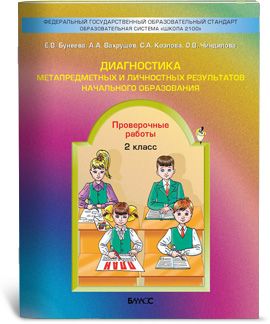 ФЕДЕРАЛЬНЫЙ ГОСУДАРСТВЕННЫЙ ОБРАЗОВАТЕЛЬНЫЙ СТАНДАРТ
ОБРАЗОВАТЕЛЬНАЯ СИСТЕМА «ШКОЛА 2100»
Е.В. Бунеева, А.А. Вахрушев, С.А. Козлова, О.В. Чиндилова
ДИАГНОСТИКА
МЕТАПРЕДМЕТНЫХ И ЛИЧНОСТНЫХ РЕЗУЛЬТАТОВ
НАЧАЛЬНОГО ОБРАЗОВАНИЯ
Проверочные
работы
2 класс
БАЛАСС